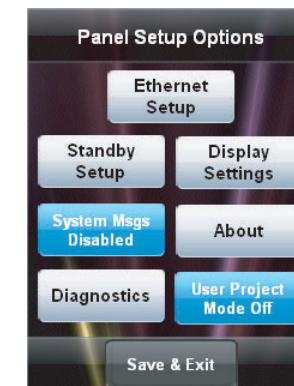 Panel Setup Options
Ethernet
Setup
Standby
Setup
Display
Settings
System Msgs
Disabled
About
Diagnostics
User Project
Mode Off
Save & Exit